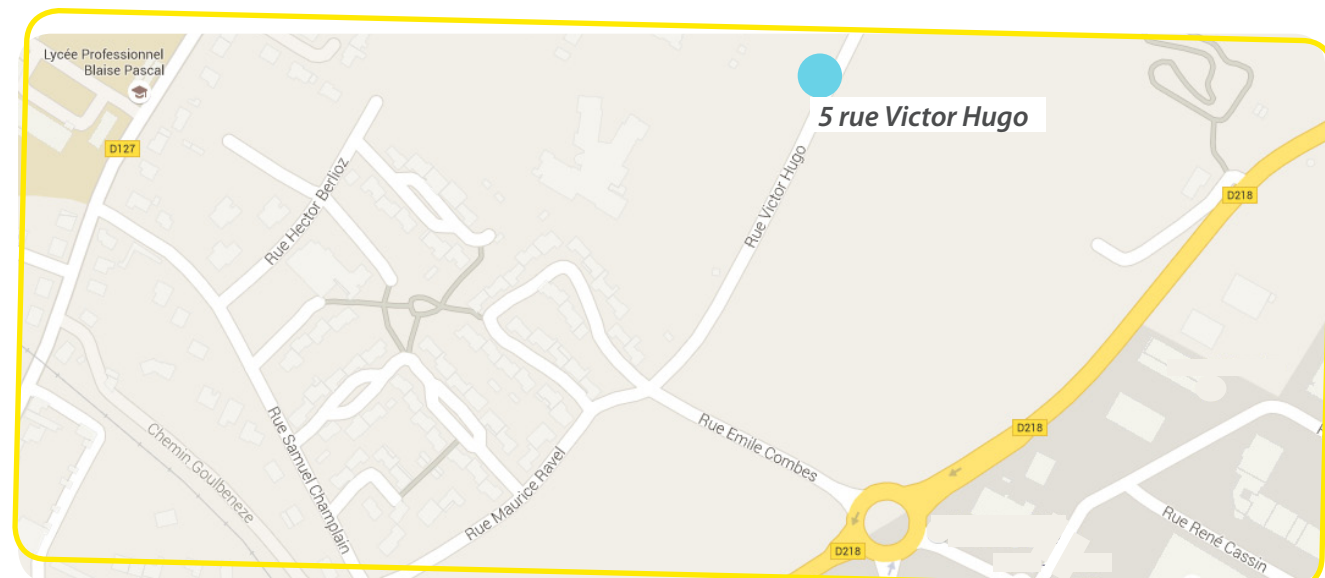 Lycée Professionnel
Blaise Pascal
5 rue Victor Hugo
D127
Rue Hector Berlioz
Rue Victor Hugo
D218
Rue Samuel Champlain
Chemin Goulbeneze
Rue Maurice Ravel
Rue Emile Combes
D218
D218
Rue René Cassin